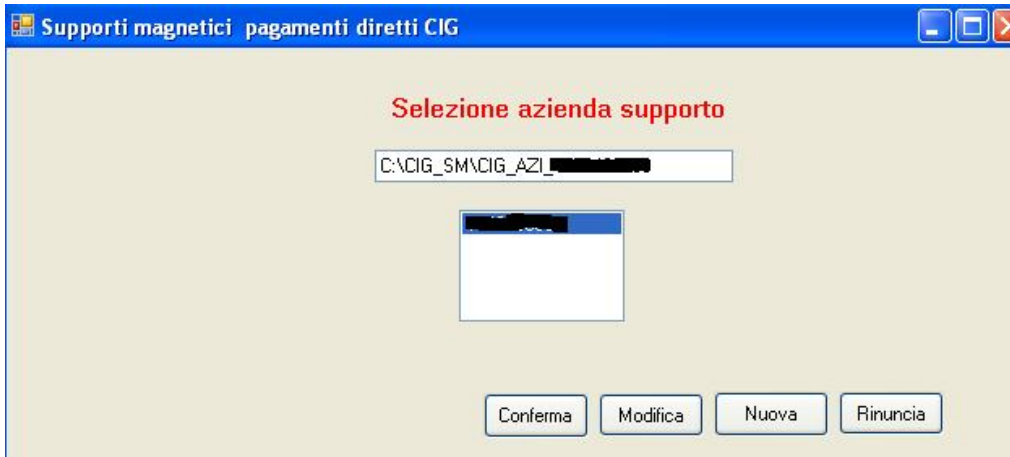 Supporti magnetici pagamenti diretti CIG
Selezione azienda supporto
C:\CIG_SM\CIG_AZI_
Conferma Modifica Nuova Rinuncia